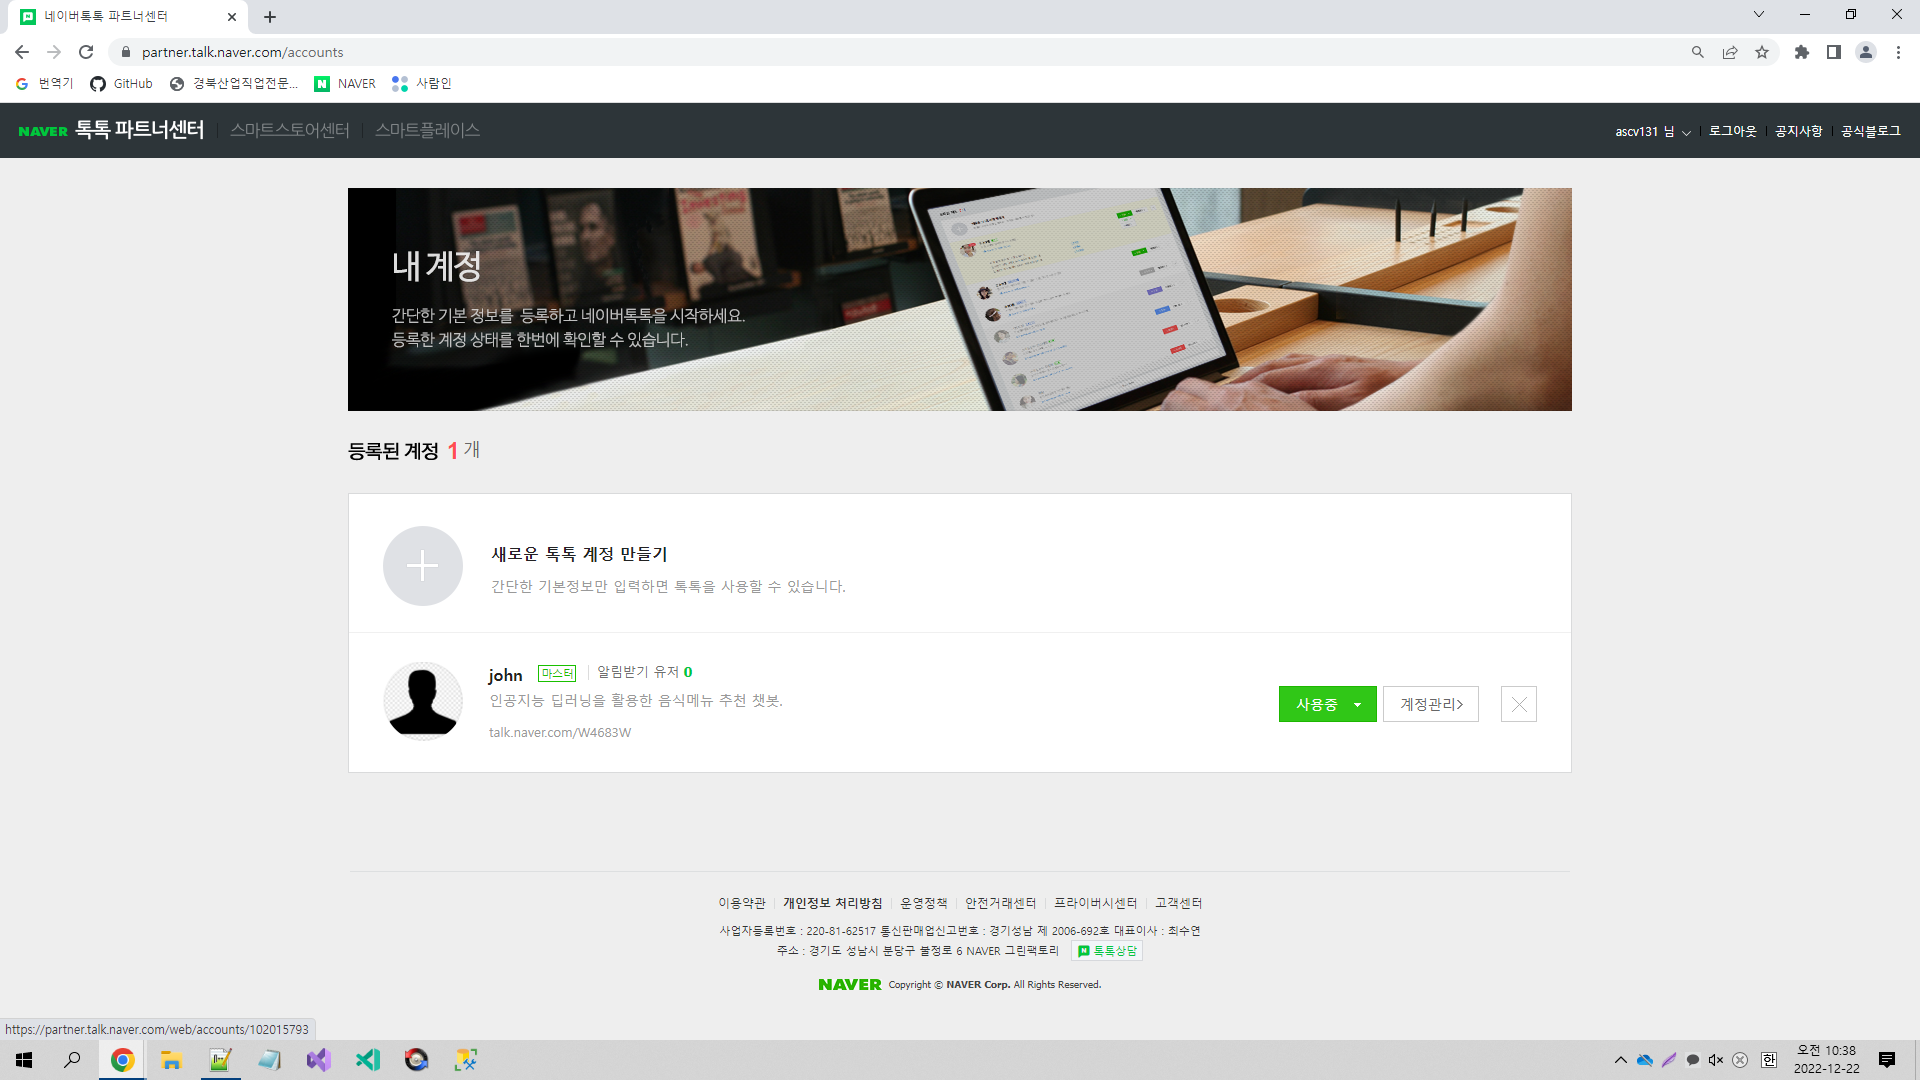 네이버톡톡 파트너센터
partner.talk.naver.com/accounts
번역기 GitHub 경북산업직업전문... NAVER 사람인
NAVER 톡톡 파트너센터 스마트스토어센터 스마트플레이스 ascv131 님 로그아웃 공지사항 공식블로그
내 계정
간단한 기본 정보를 등록하고 네이버톡톡을 시작하세요.
등록한 계정 상태를 한번에 확인할 수 있습니다.
등록된 계정 1 개
새로운 톡톡 계정 만들기
간단한 기본정보만 입력하면 톡톡을 사용할 수 있습니다.
john 마스터 알림받기 유저 0
인공지능 딥러닝을 활용한 음식메뉴 추천 챗봇.
talk.naver.com/W4683W
사용중 계정관리
이용약관 개인정보 처리방침 운영정책 안전거래센터 프라이버시센터 고객센터
사업자등록번호 : 220-81-62517 통신판매업신고번호 : 경기성남 제 2006-692호 대표이사 : 최수연
주소 : 경기도 성남시 분당구 불정로 6 NAVER 그린팩토리 톡톡상담
NAVER Copyright © NAVER Corp. All Rights Reserved.
https://partner.talk.naver.com/web/accounts/102015793
한 오전 10:38
2022-12-22